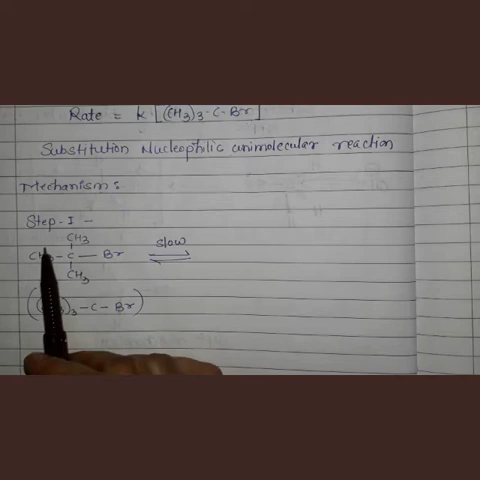 Rate = k [(CH3)3-C-Br]
Substitution Nucleophilic unimolecular reaction
Mechanism:
Step-I -
CH3
- C - Br slow
CH3
)3 - C - Br)